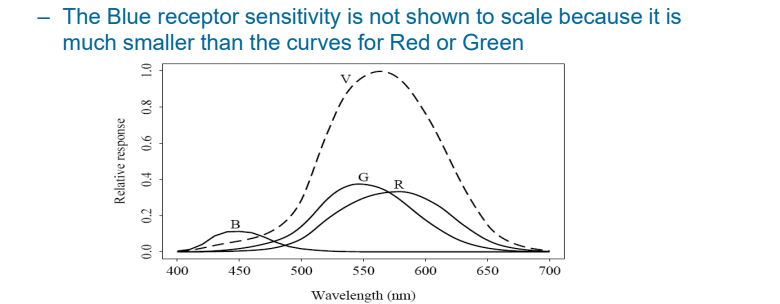 – The Blue receptor sensitivity is not shown to scale because it is
much smaller than the curves for Red or Green
Relative response
1.0
0.8
0.6
0.4
0.2
0.0
V
G
R
B
400 450 500 550 600 650 700
Wavelength (nm)